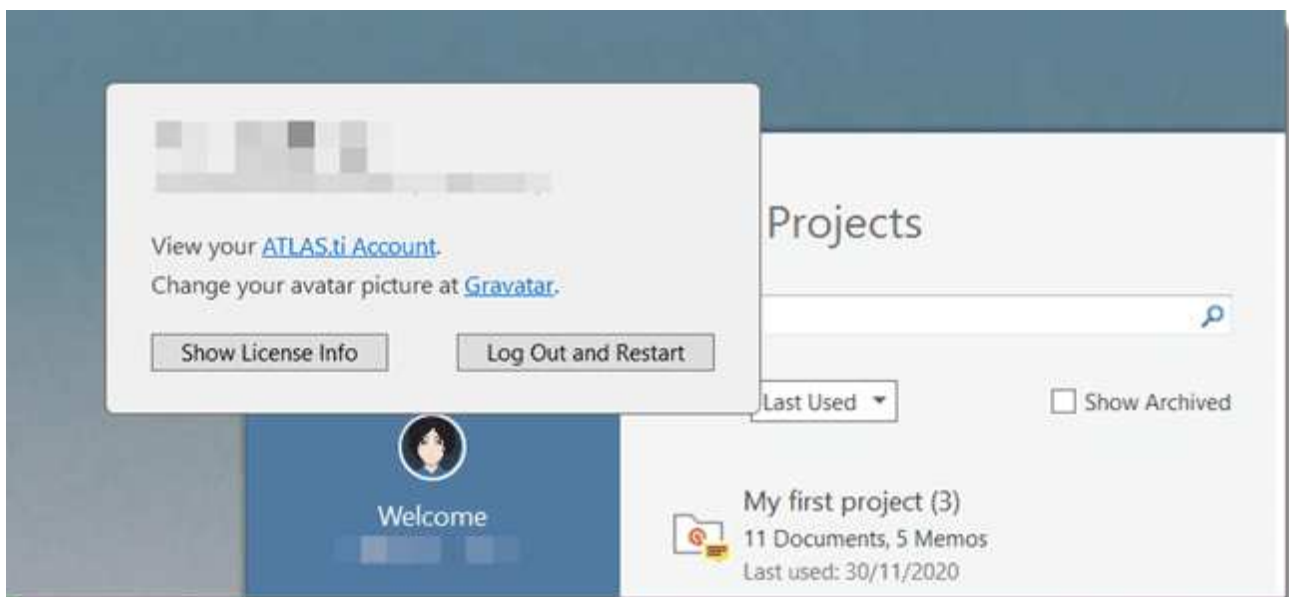 View your ATLAS.ti Account.
Change your avatar picture at Gravatar.
Show License Info
Log Out and Restart
Welcome
Projects
Last Used
Show Archived
My first project (3)
11 Documents, 5 Memos
Last used: 30/11/2020